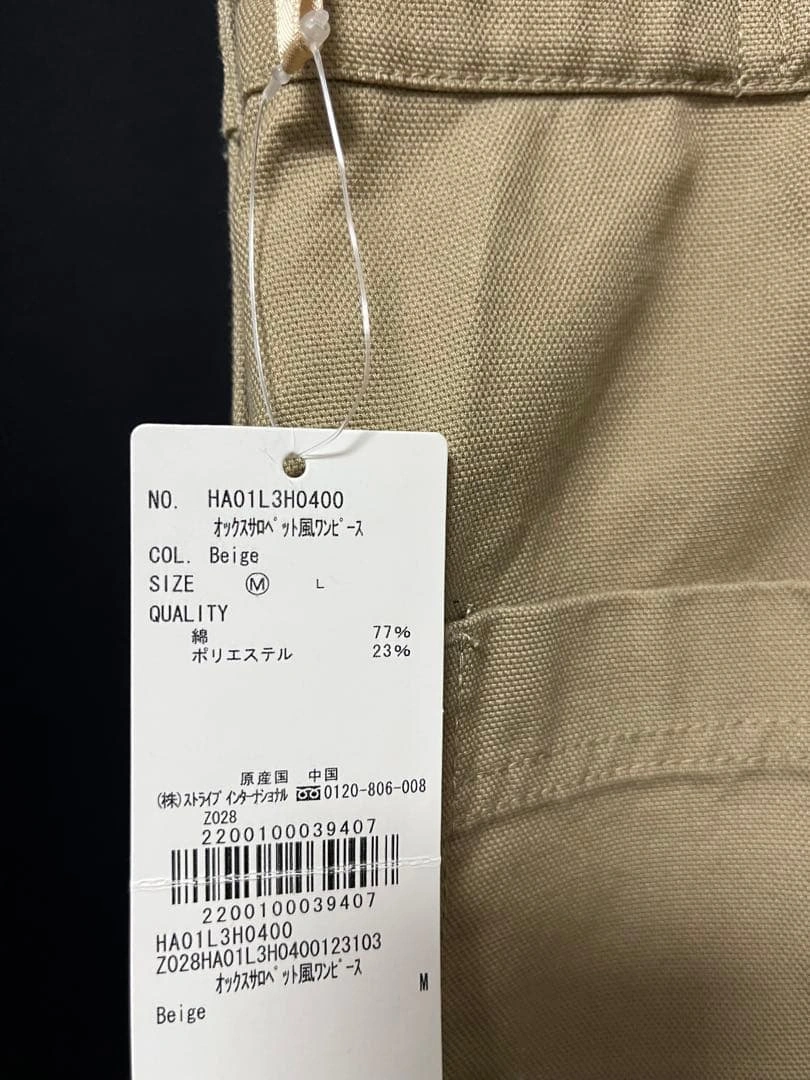 NO. HA01L3H0400
オックスサロペット風ワンピース
COL. Beige
SIZE Ⓜ L
QUALITY
綿 77%
ポリエステル 23%
原産国 中国
(株)ストライプインターナショナル 0120-806-008
Z028
2200100039407
2200100039407
HA01L3H0400
Z028HA01L3H0400123103
オックスサロペット風ワンピース
M
Beige